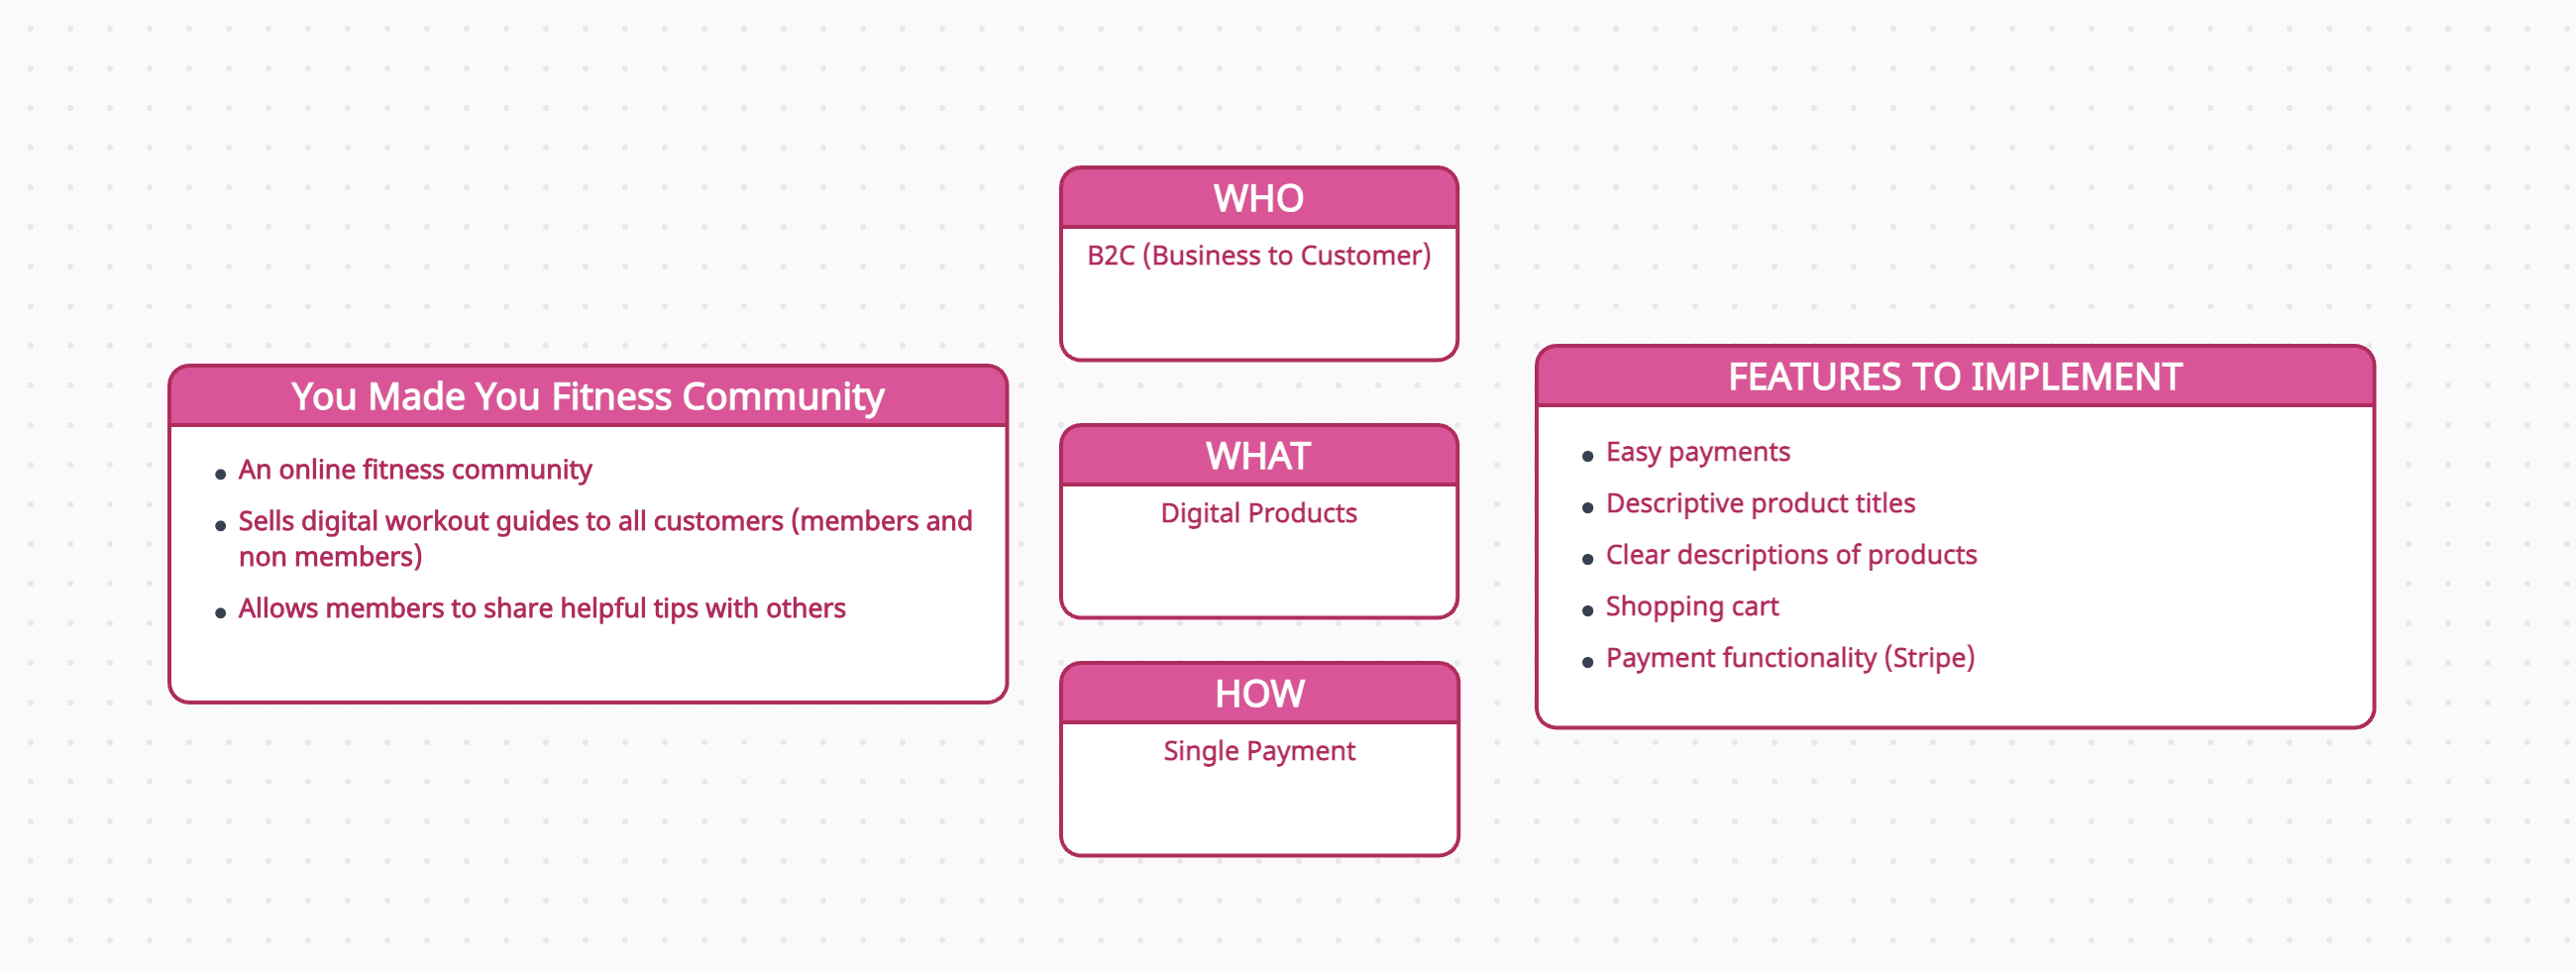 You Made You Fitness Community
An online fitness community
Sells digital workout guides to all customers (members and
non members)
Allows members to share helpful tips with others
WHO
B2C (Business to Customer)
WHAT
Digital Products
HOW
Single Payment
FEATURES TO IMPLEMENT
Easy payments
Descriptive product titles
Clear descriptions of products
Shopping cart
Payment functionality (Stripe)